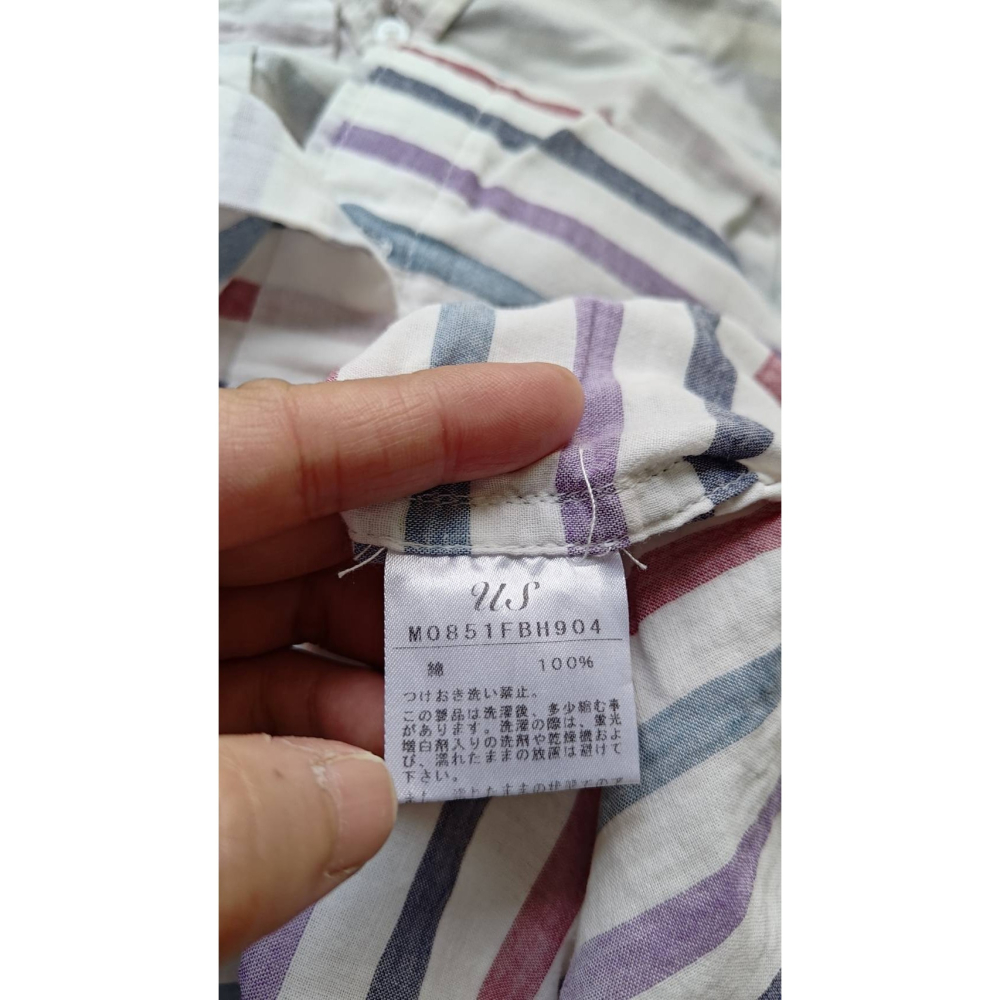 US
M0851FBH904
綿 100%
つけおき洗い禁止。
この製品は洗濯後、多少縮む事
があります。洗濯の際は、蛍光
増白剤入りの洗剤や乾燥機およ
び、濡れたままの放置は避けて
下さい。